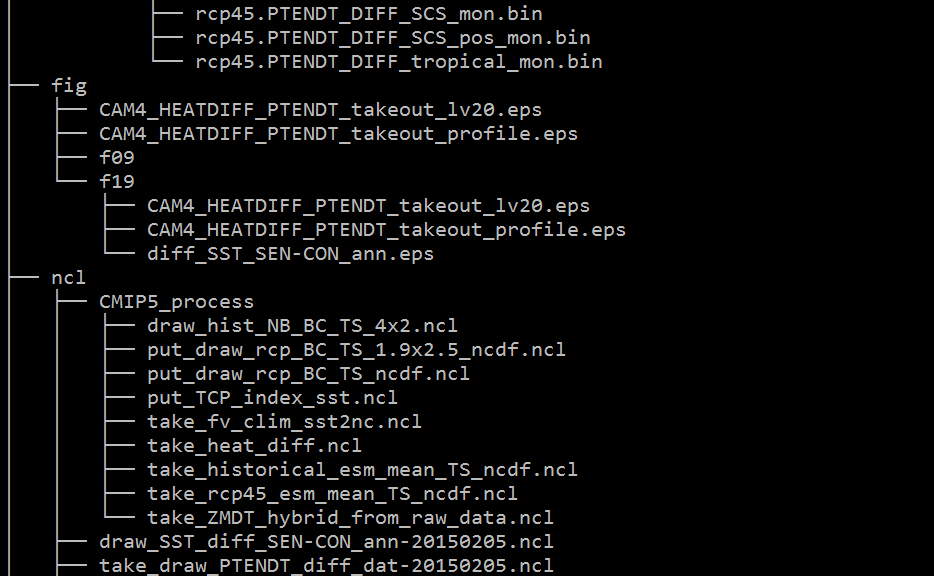 rcp45.PTENDT_DIFF_SCS_mon.bin
rcp45.PTENDT_DIFF_SCS_pos_mon.bin
rcp45.PTENDT_DIFF_tropical_mon.bin
fig
CAM4_HEATDIFF_PTENDT_takeout_lv20.eps
CAM4_HEATDIFF_PTENDT_takeout_profile.eps
f09
f19
CAM4_HEATDIFF_PTENDT_takeout_lv20.eps
CAM4_HEATDIFF_PTENDT_takeout_profile.eps
diff_SST_SEN-CON_ann.eps
ncl
CMIP5_process
draw_hist_NB_BC_TS_4x2.ncl
put_draw_rcp_BC_TS_1.9x2.5_ncdf.ncl
put_draw_rcp_BC_TS_ncdf.ncl
put_TCP_index_sst.ncl
take_fv_clim_sst2nc.ncl
take_heat_diff.ncl
take_historical_esm_mean_TS_ncdf.ncl
take_rcp45_esm_mean_TS_ncdf.ncl
take_ZMDT_hybrid_from_raw_data.ncl
draw_SST_diff_SEN-CON_ann-20150205.ncl
take_draw_PTENDT_diff_dat-20150205.ncl